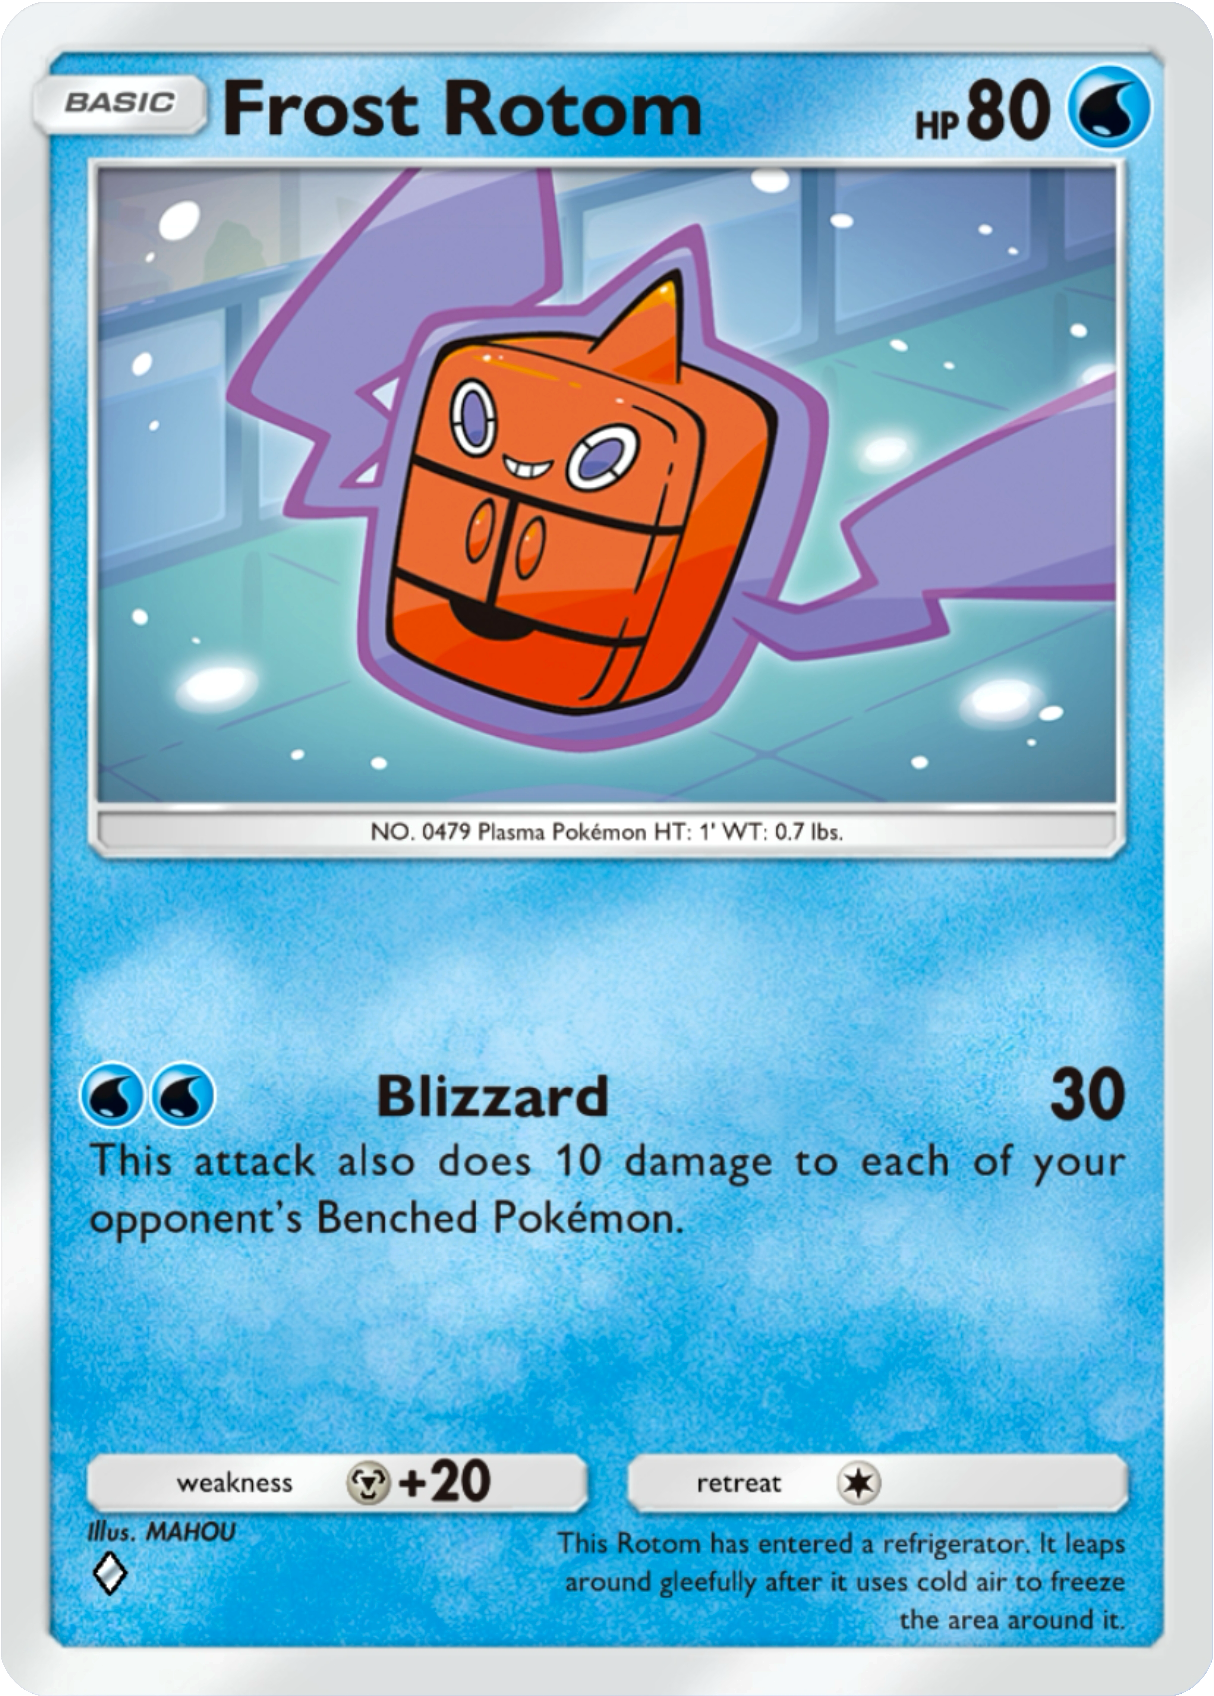 BASIC Frost Rotom HP 80
NO. 0479 Plasma Pokémon HT: 1' WT: 0.7 lbs.
Blizzard 30
This attack also does 10 damage to each of your
opponent's Benched Pokémon.
weakness +20 retreat
Illus. MAHOU
This Rotom has entered a refrigerator. It leaps
around gleefully after it uses cold air to freeze
the area around it.